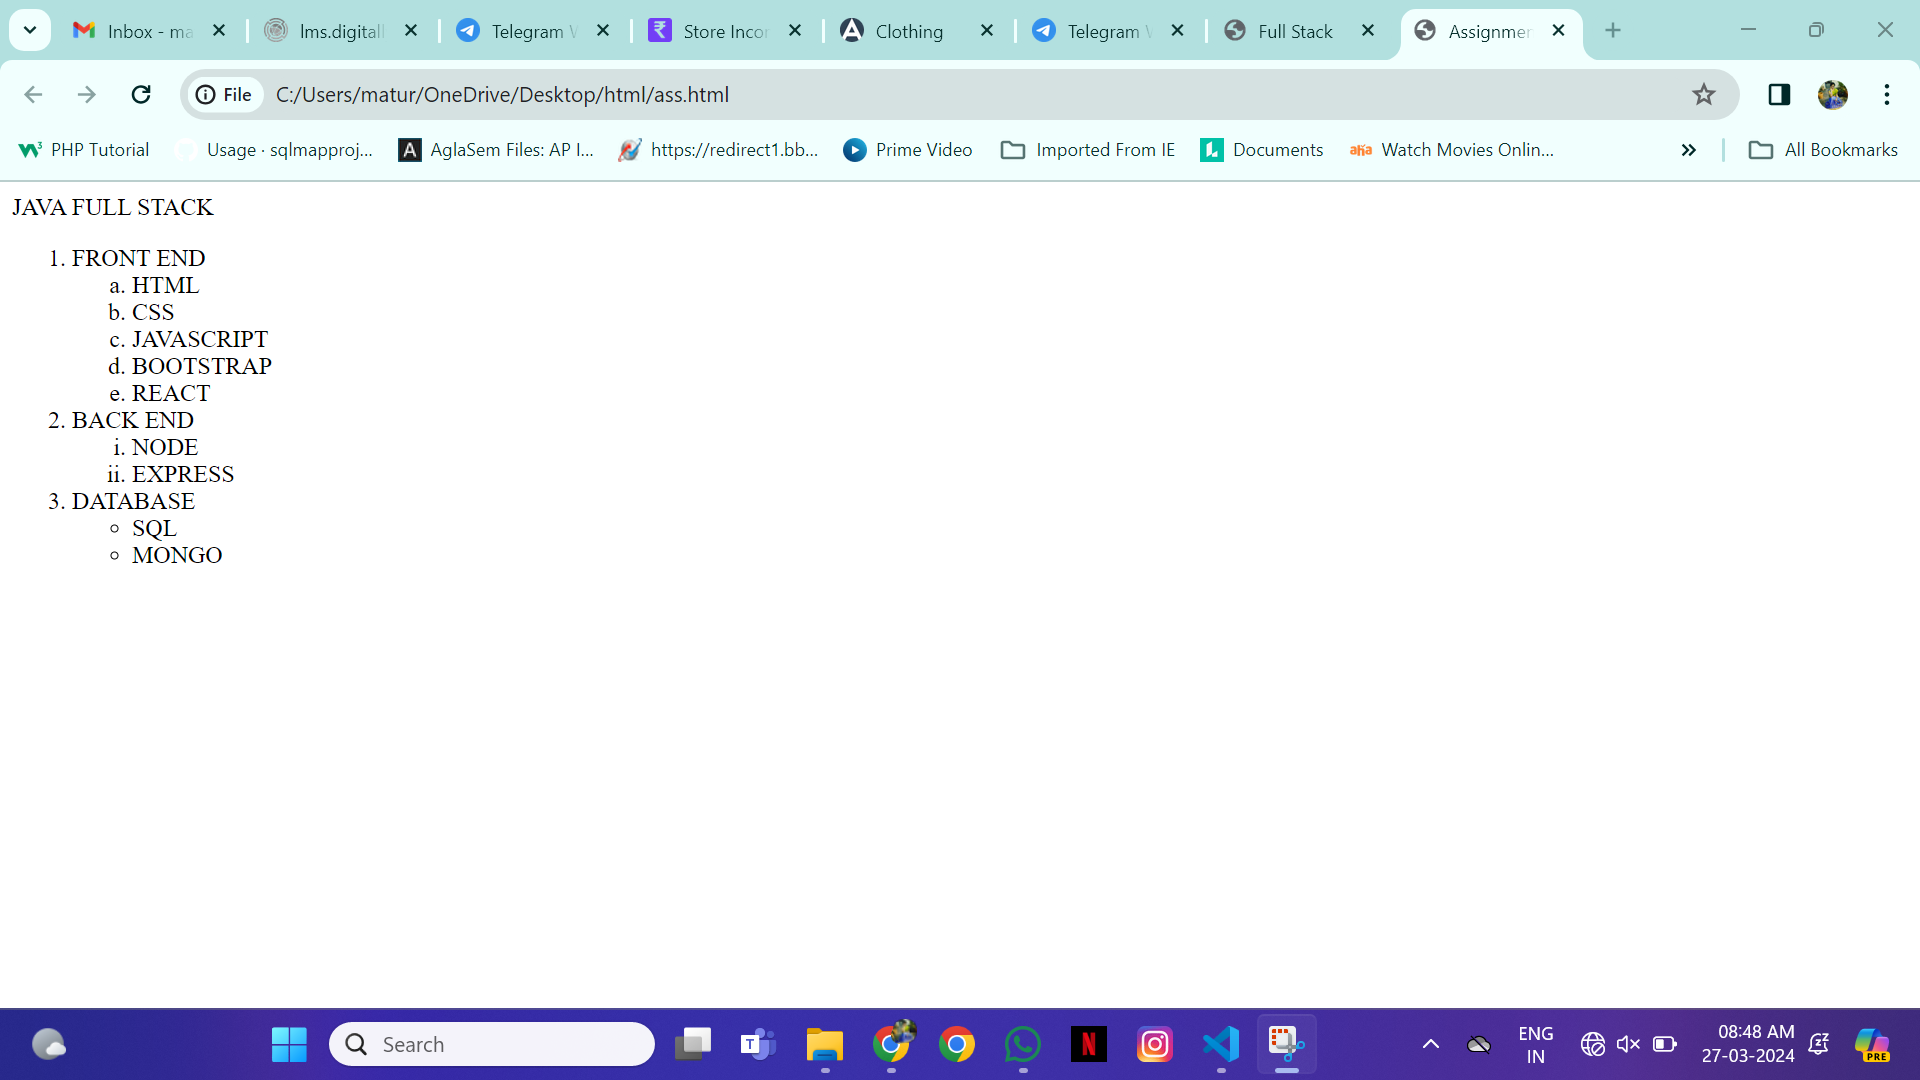 Inbox - ma
lms.digitall
Telegram W
Store Incor
Clothing
Telegram W
Full Stack
Assignmen
File
C:/Users/matur/OneDrive/Desktop/html/ass.html
PHP Tutorial
Usage · sqlmapproj...
A
AglaSem Files: AP I...
https://redirect1.bb...
Prime Video
Imported From IE
Documents
aha
Watch Movies Onlin...
All Bookmarks
JAVA FULL STACK
1. FRONT END
a. HTML
b. CSS
c. JAVASCRIPT
d. BOOTSTRAP
e. REACT
2. BACK END
i. NODE
ii. EXPRESS
3. DATABASE
SQL
MONGO
Search
ENG
IN
08:48 AM
27-03-2024
PRE